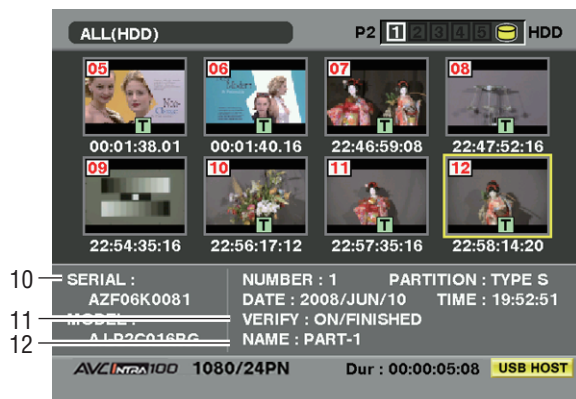 ALL(HDD) P2 1 2 3 4 5 HDD
05 06 07 08
T T T
00:01:38.01 00:01:40.16 22:46:59:08 22:47:52:16
09 10 11 12
T T T
22:54:35:16 22:56:17:12 22:57:35:16 22:58:14:20
10 SERIAL : NUMBER : 1 PARTITION : TYPE S
AZF06K0081 DATE : 2008/JUN/10 TIME : 19:52:51
11 MODEL : VERIFY : ON/FINISHED
12 AJ-P2C016RG NAME : PART-1
AVC INTRA 100 1080/24PN Dur : 00:00:05:08 USB HOST